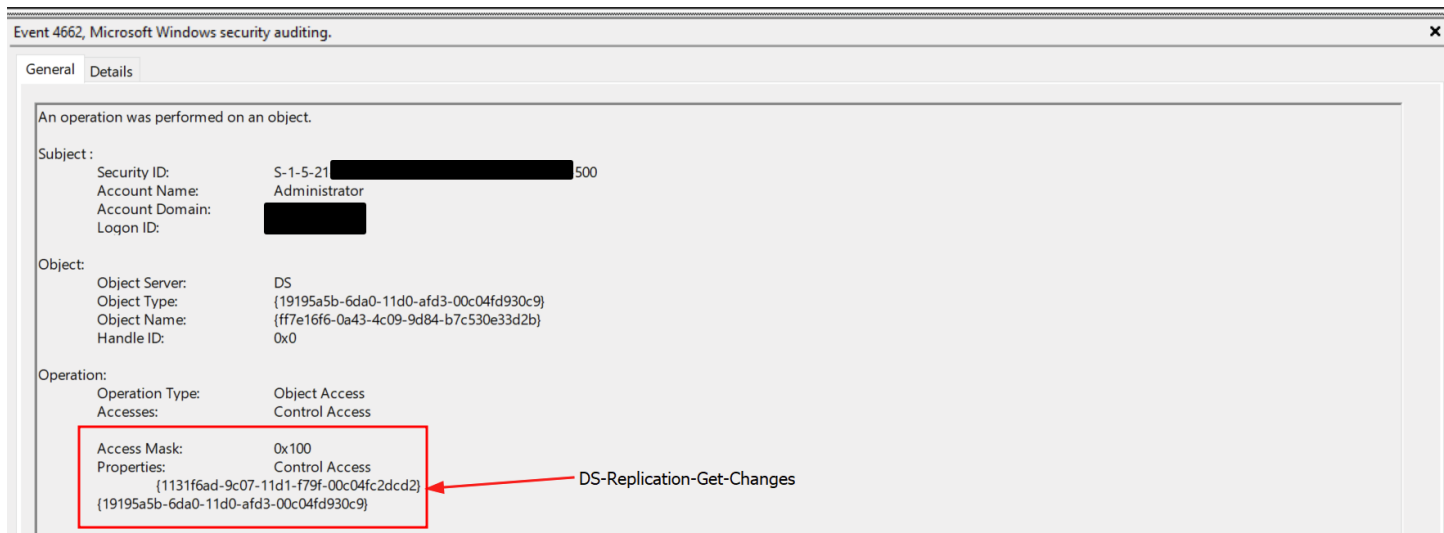 Event 4662, Microsoft Windows security auditing.
General Details
An operation was performed on an object.
Subject :
Security ID: S-1-5-21 500
Account Name: Administrator
Account Domain:
Logon ID:
Object:
Object Server: DS
Object Type: {19195a5b-6da0-11d0-afd3-00c04fd930c9}
Object Name: {ff7e16f6-0a43-4c09-9d84-b7c530e33d2b}
Handle ID: 0x0
Operation:
Operation Type: Object Access
Accesses: Control Access
Access Mask: 0x100
Properties: Control Access
{1131f6ad-9c07-11d1-f79f-00c04fc2dcd2} DS-Replication-Get-Changes
{19195a5b-6da0-11d0-afd3-00c04fd930c9}